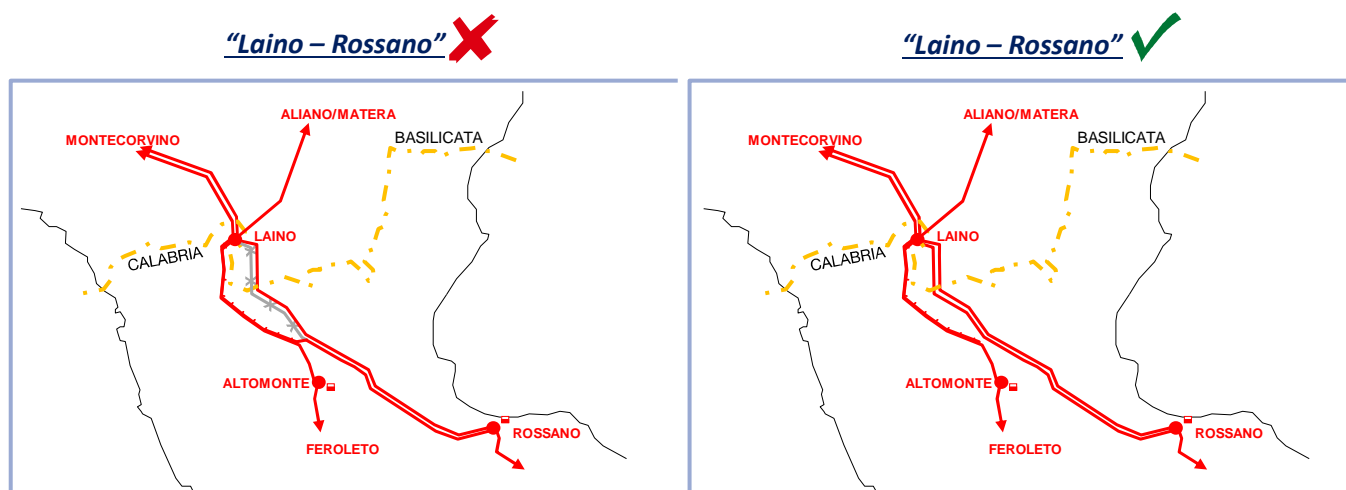 “Laino – Rossano”
“Laino – Rossano”
ALIANO/MATERA
MONTECORVINO
BASILICATA
LAINO
CALABRIA
ALTOMONTE
ROSSANO
FEROLETO
ALIANO/MATERA
MONTECORVINO
BASILICATA
LAINO
CALABRIA
ALTOMONTE
ROSSANO
FEROLETO